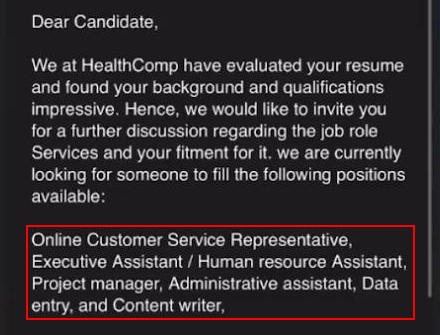 Dear Candidate,
We at HealthComp have evaluated your resume
and found your background and qualifications
impressive. Hence, we would like to invite you
for a further discussion regarding the job role
Services and your fitment for it. we are currently
looking for someone to fill the following positions
available:
Online Customer Service Representative,
Executive Assistant / Human resource Assistant,
Project manager, Administrative assistant, Data
entry, and Content writer,